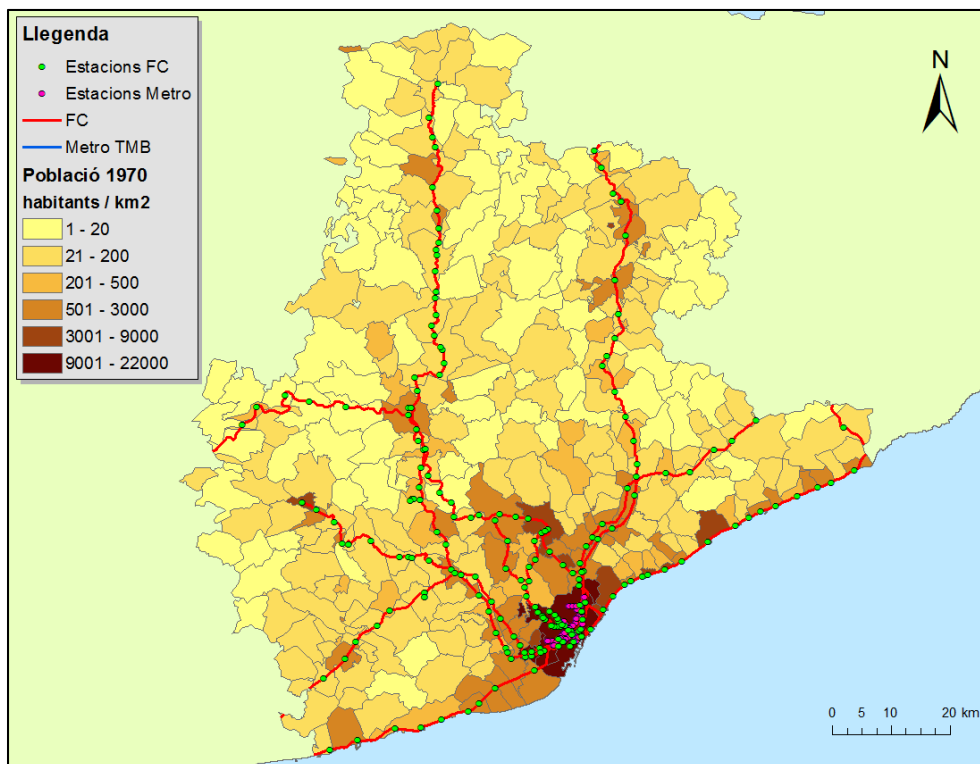 Llegenda
Estacions FC
Estacions Metro
FC
Metro TMB
Població 1970
habitants / km2
1 - 20
21 - 200
201 - 500
501 - 3000
3001 - 9000
9001 - 22000
N
0 5 10 20 km